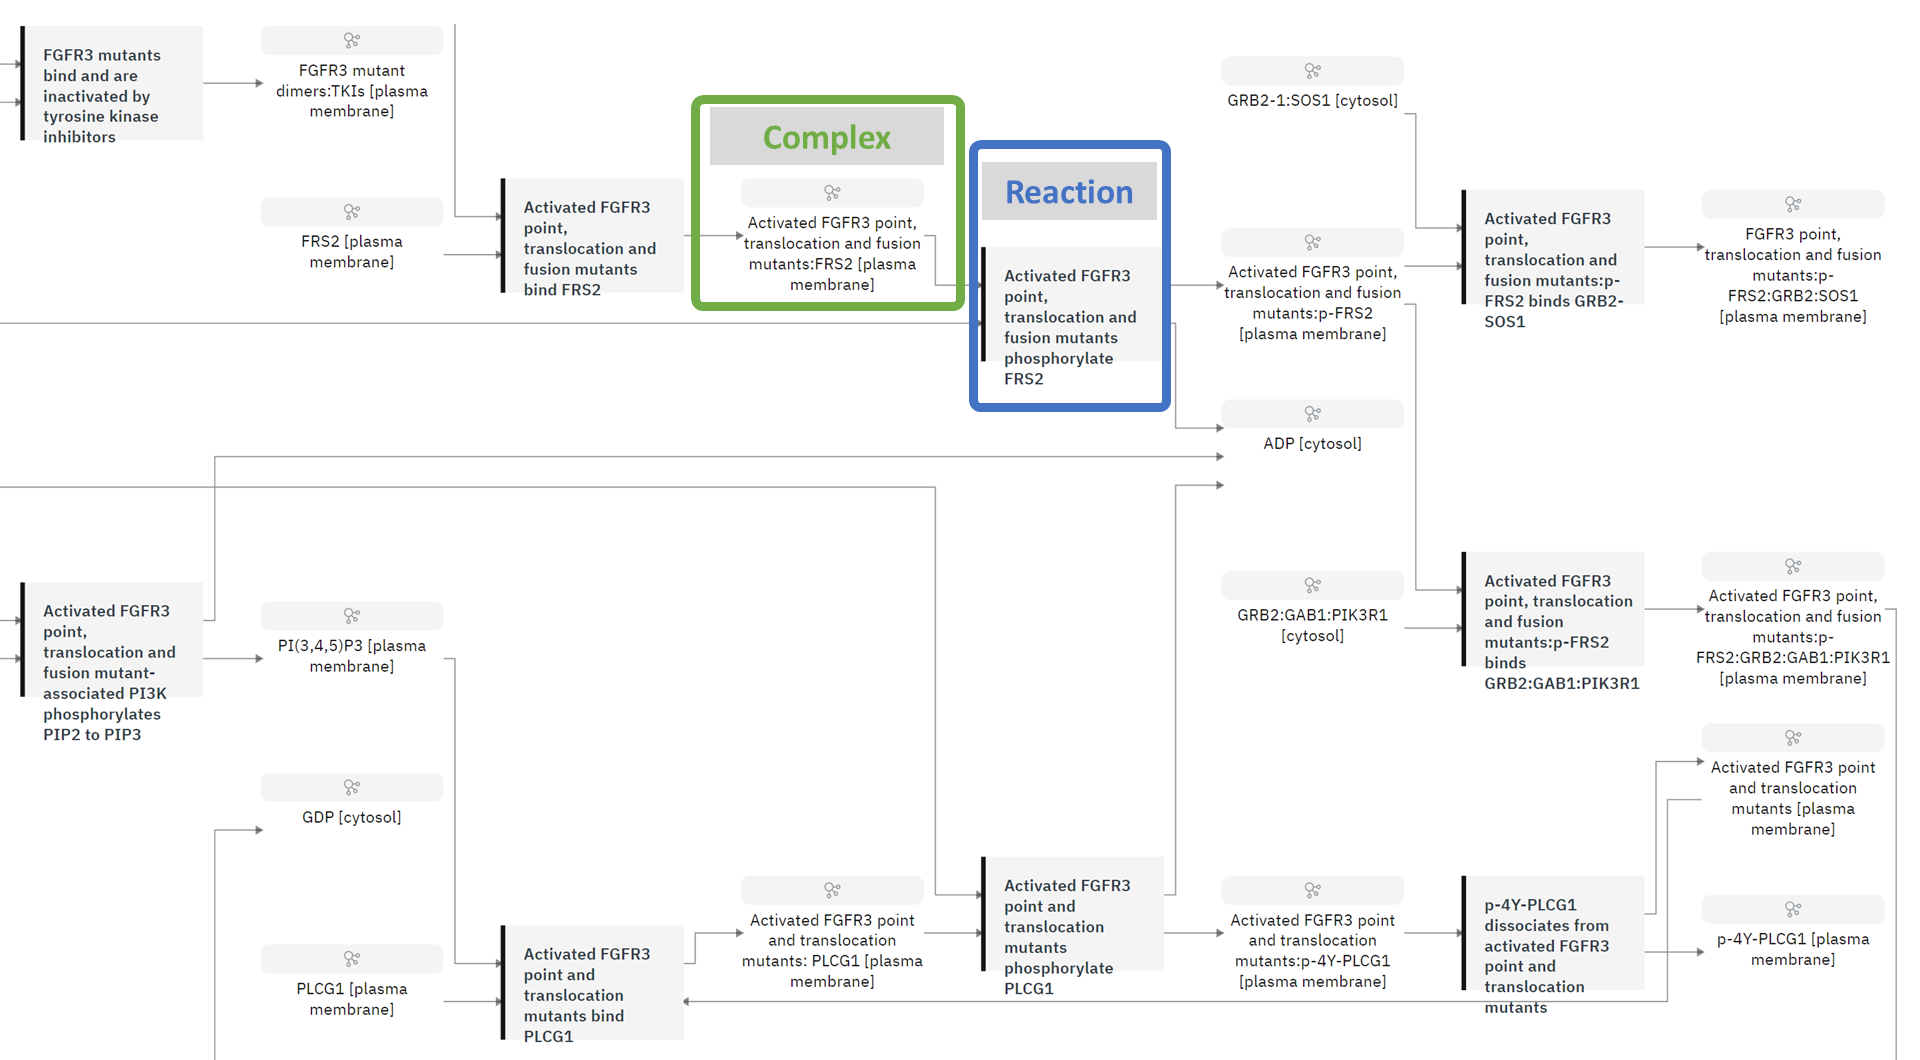 FGFR3 mutants
bind and are
inactivated by
tyrosine kinase
inhibitors
FGFR3 mutant
dimers:TKIs [plasma
membrane]
FRS2 [plasma
membrane]
Activated FGFR3
point,
translocation and
fusion mutants
bind FRS2
Complex
Activated FGFR3 point,
translocation and fusion
mutants:FRS2 [plasma
membrane]
Reaction
Activated FGFR3
point,
translocation and
fusion mutants
phosphorylate
FRS2
GRB2-1:SOS1 [cytosol]
Activated FGFR3 point,
translocation and fusion
mutants:p-FRS2
[plasma membrane]
ADP [cytosol]
Activated FGFR3
point,
translocation and
fusion mutants:p-
FRS2 binds GRB2-
SOS1
FGFR3 point,
translocation and fusion
mutants:p-
FRS2:GRB2:SOS1
[plasma membrane]
GRB2:GAB1:PIK3R1
[cytosol]
Activated FGFR3
point, translocation
and fusion
mutants:p-FRS2
binds
GRB2:GAB1:PIK3R1
Activated FGFR3 point,
translocation and fusion
mutants:p-
FRS2:GRB2:GAB1:PIK3R1
[plasma membrane]
Activated FGFR3
point,
translocation and
fusion mutant-
associated PI3K
phosphorylates
PIP2 to PIP3
PI(3,4,5)P3 [plasma
membrane]
GDP [cytosol]
PLCG1 [plasma
membrane]
Activated FGFR3
point and
translocation
mutants bind
PLCG1
Activated FGFR3 point
and translocation
mutants: PLCG1 [plasma
membrane]
Activated FGFR3
point and
translocation
mutants
phosphorylate
PLCG1
Activated FGFR3 point
and translocation
mutants:p-4Y-PLCG1
[plasma membrane]
p-4Y-PLCG1
dissociates from
activated FGFR3
point and
translocation
mutants
Activated FGFR3 point
and translocation
mutants [plasma
membrane]
p-4Y-PLCG1 [plasma
membrane]